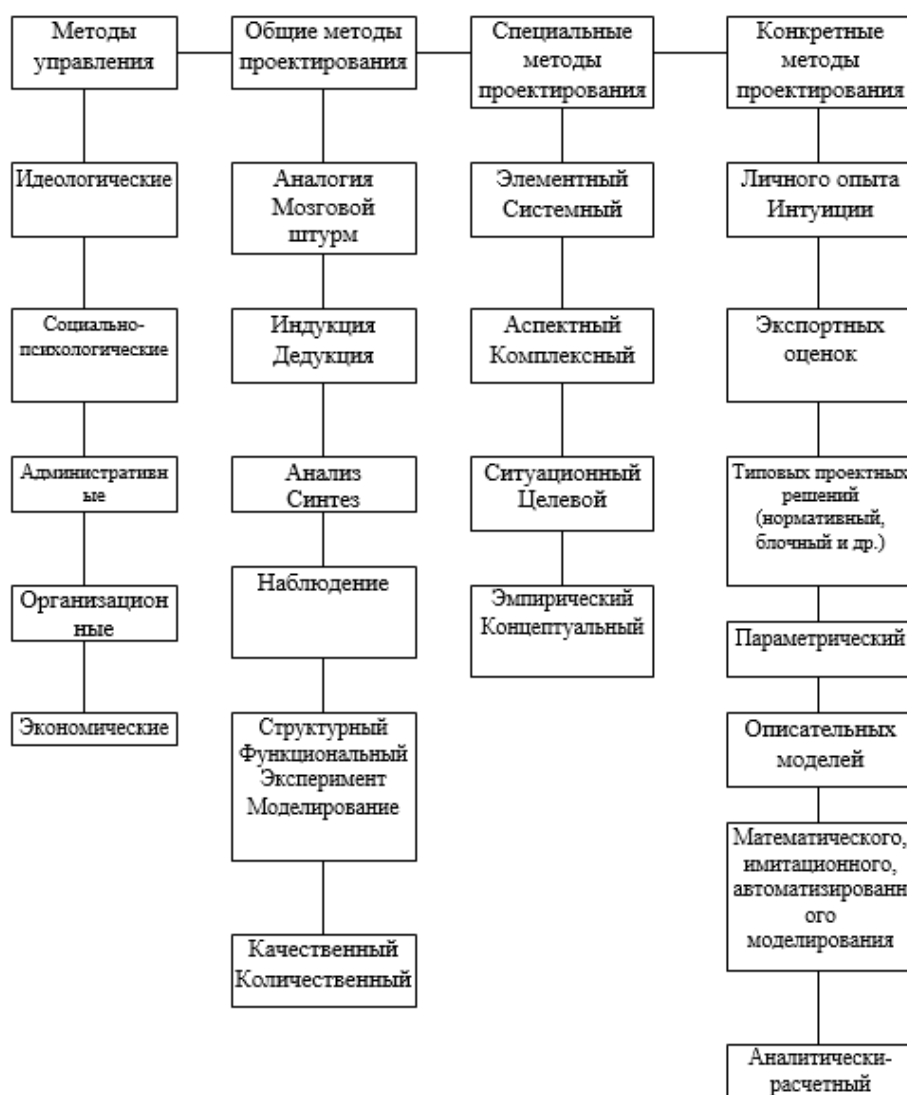 Методы
управления
Общие методы
проектирования
Специальные
методы
проектирования
Конкретные
методы
проектирования
Идеологические
Социально-
психологические
Административн
ые
Организацион
ные
Экономические
Аналогия
Мозговой
штурм
Индукция
Дедукция
Анализ
Синтез
Наблюдение
Структурный
Функциональный
Эксперимент
Моделирование
Качественный
Количественный
Элементный
Системный
Аспектный
Комплексный
Ситуационный
Целевой
Эмпирический
Концептуальный
Личного опыта
Интуиции
Экспортных
оценок
Типовых проектных
решений
(нормативный,
блочный и др.)
Параметрический
Описательных
моделей
Математического,
имитационного,
автоматизированн
ого
моделирования
Аналитически-
расчетный